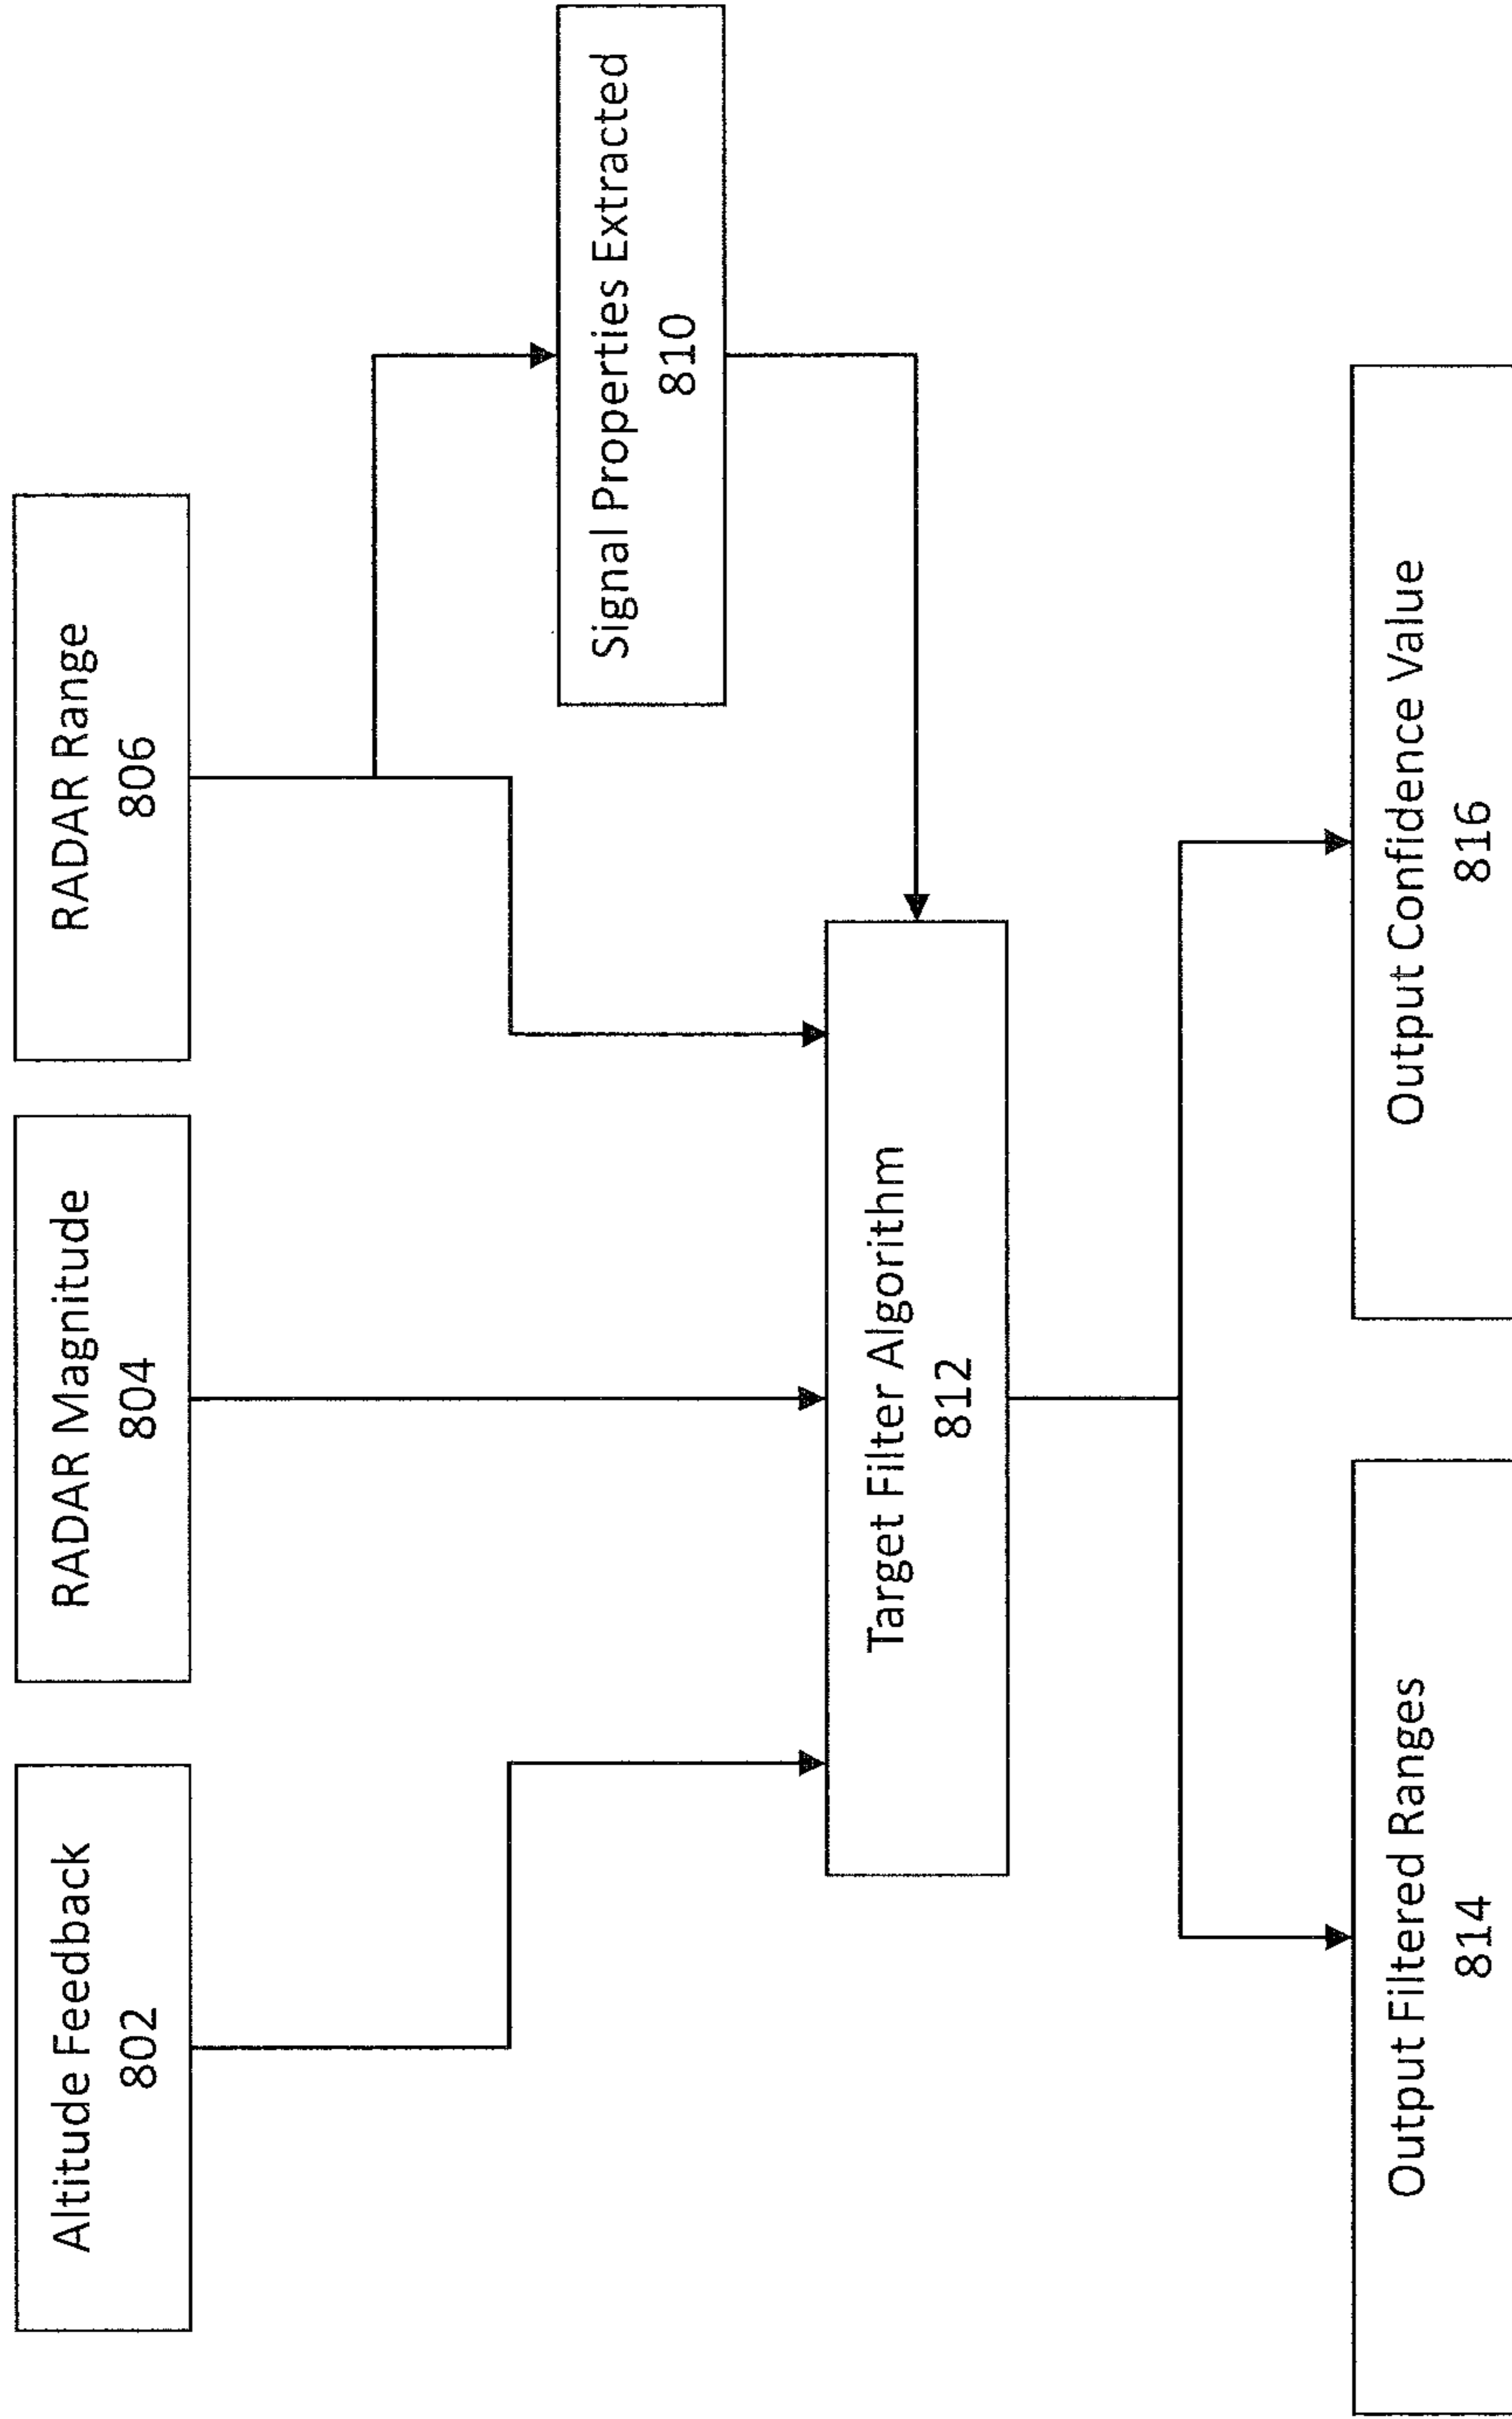 Altitude Feedback
802
RADAR Magnitude
804
RADAR Range
806
Signal Properties Extracted
810
Target Filter Algorithm
812
Output Filtered Ranges
814
Output Confidence Value
816